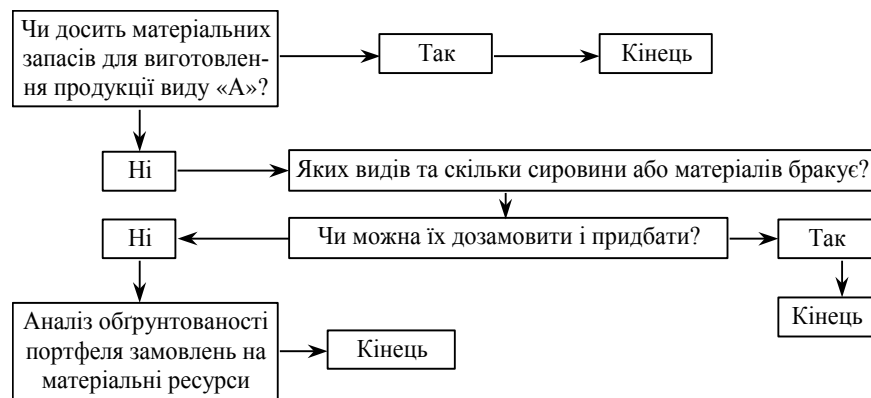 Чи досить матеріальних
запасів для виготовлен-
ня продукції виду «А»?
Так
Кінець
Ні
Яких видів та скільки сировини або матеріалів бракує?
Ні
Чи можна їх дозамовити і придбати?
Так
Кінець
Аналіз обґрунтованості
портфеля замовлень на
матеріальні ресурси
Кінець